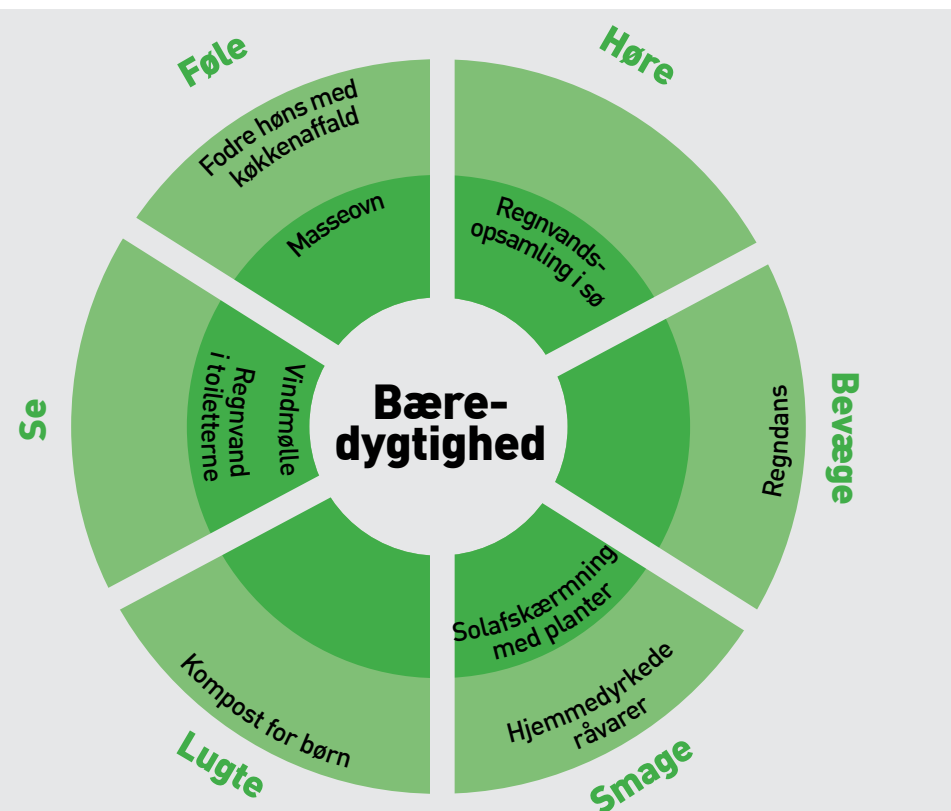 Føle
Høre
Fodre høns med
køkkenaffald
Masseovn
Regnvands-
opsamling i sø
Se
Regnvand
i toiletterne
Vindmølle
Bære-
dygtighed
Regndans
Bevæge
Solafskærmning
med planter
Kompost for børn
Hjemmedyrkede
råvarer
Lugte
Smage